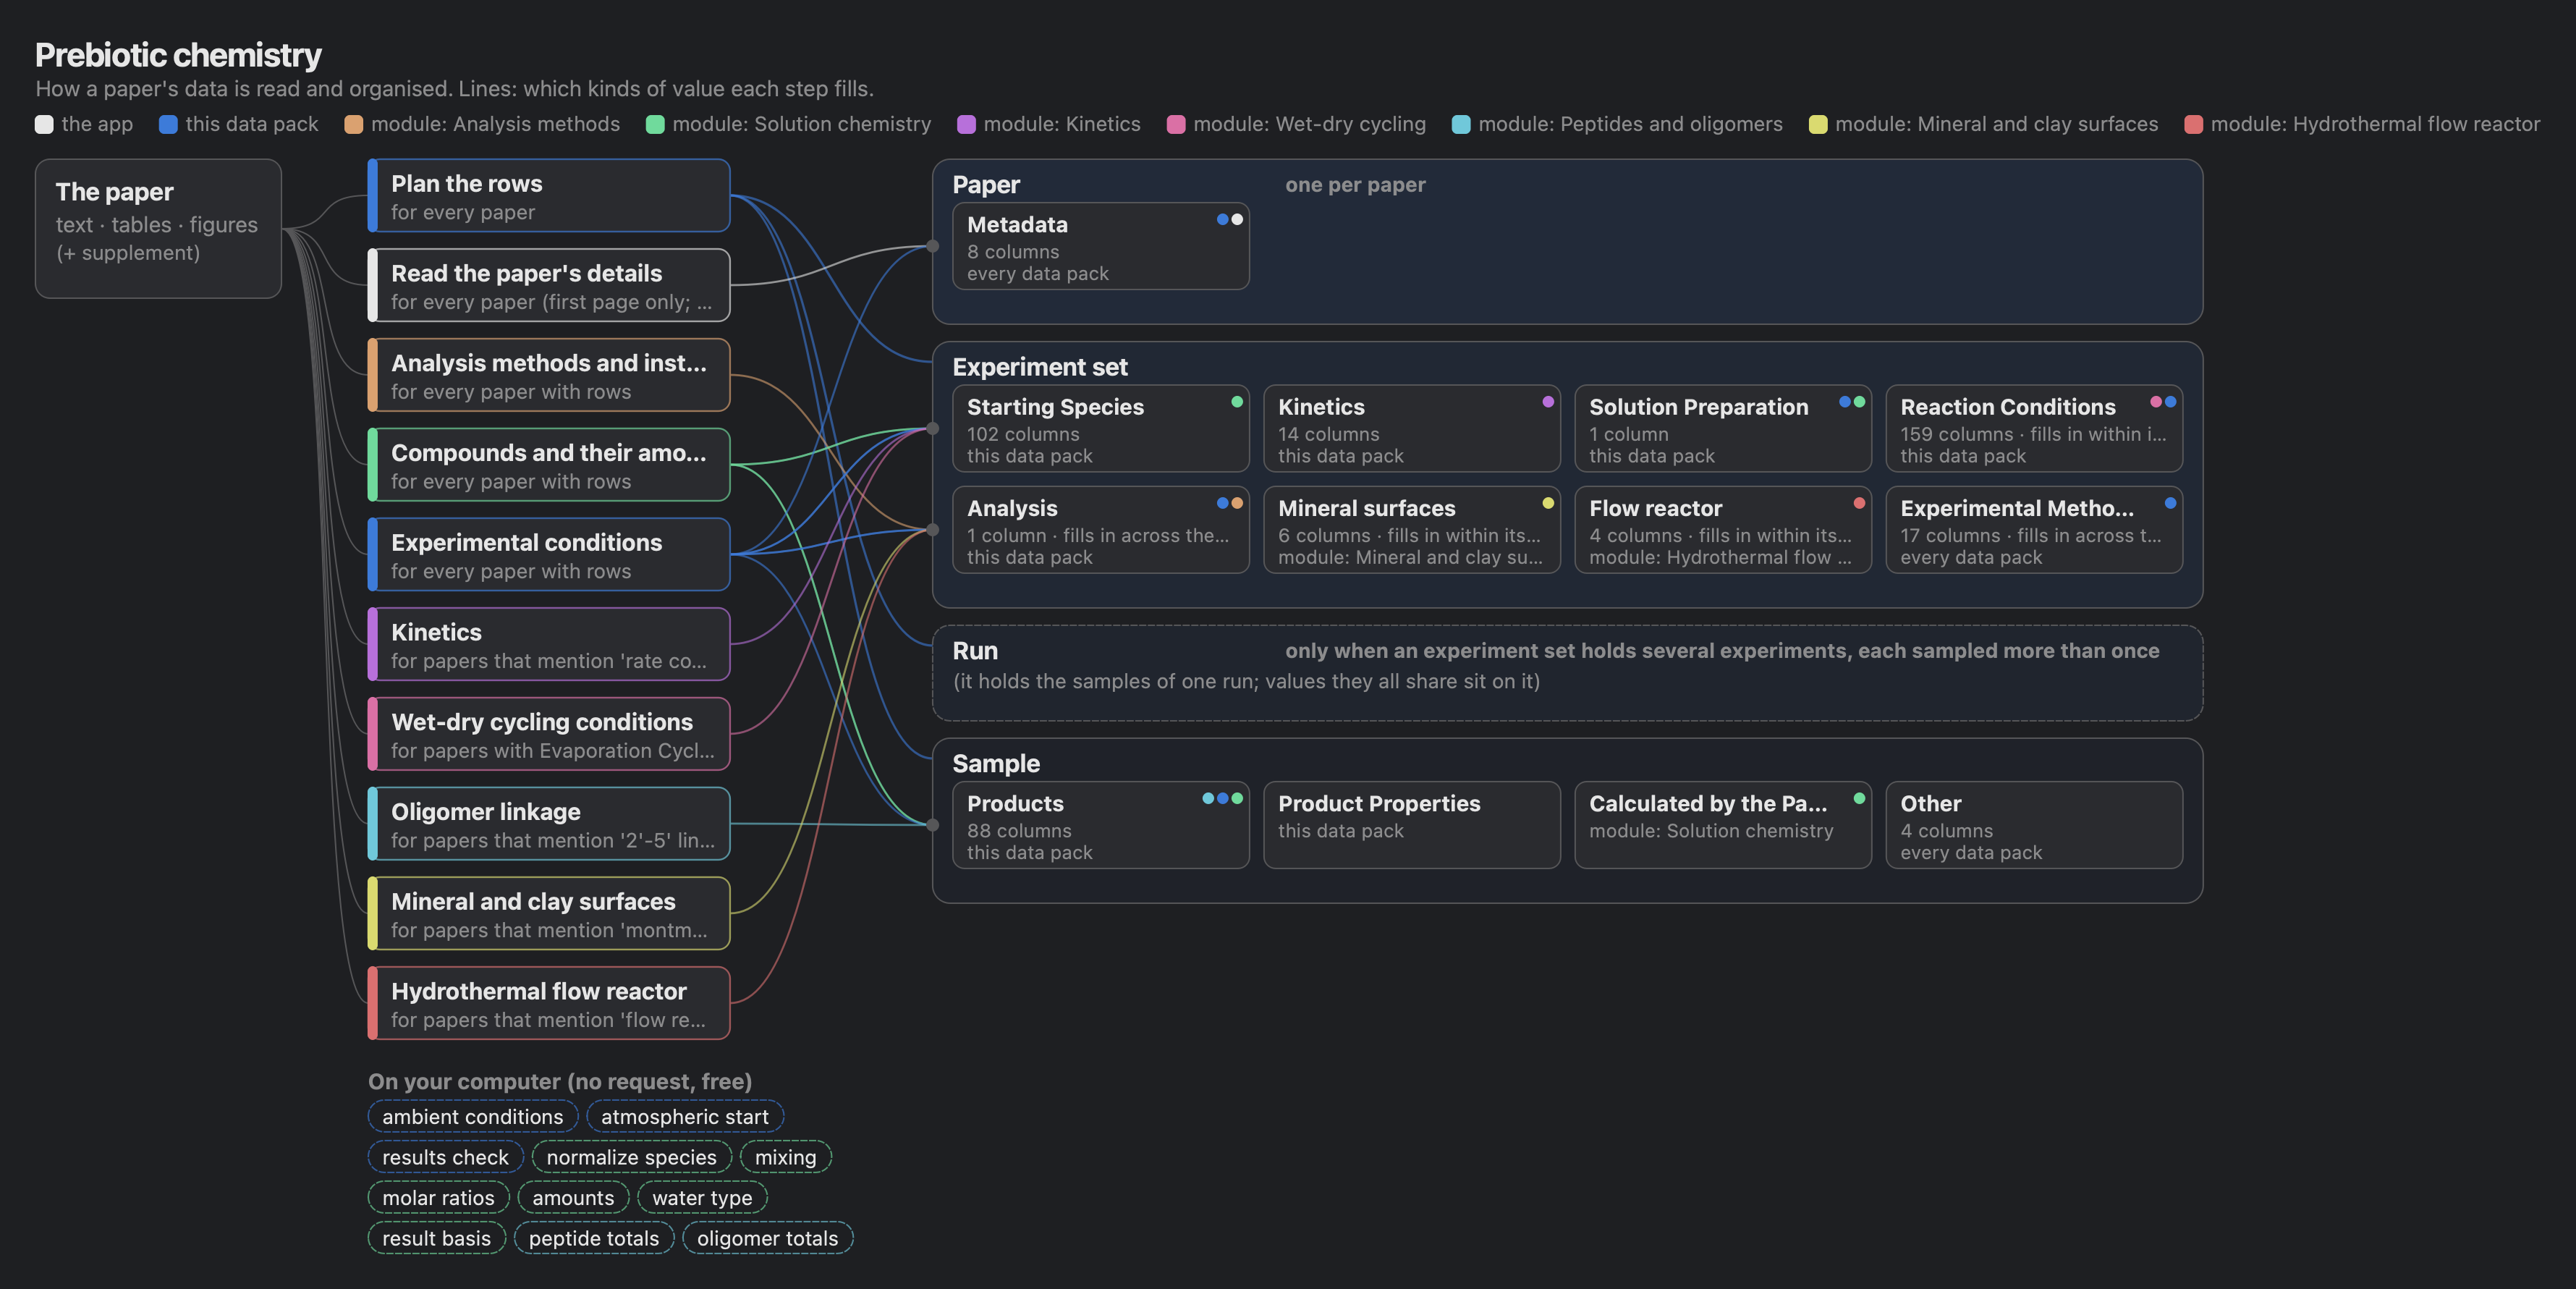 Prebiotic chemistry
How a paper's data is read and organised. Lines: which kinds of value each step fills.
the app
this data pack
module: Analysis methods
module: Solution chemistry
module: Kinetics
module: Wet-dry cycling
module: Peptides and oligomers
module: Mineral and clay surfaces
module: Hydrothermal flow reactor
The paper
text · tables · figures
(+ supplement)
Plan the rows
for every paper
Read the paper's details
for every paper (first page only; ...
Analysis methods and inst...
for every paper with rows
Compounds and their amo...
for every paper with rows
Experimental conditions
for every paper with rows
Kinetics
for papers that mention 'rate co...
Wet-dry cycling conditions
for papers with Evaporation Cycl...
Oligomer linkage
for papers that mention '2'-5' lin...
Mineral and clay surfaces
for papers that mention 'montm...
Hydrothermal flow reactor
for papers that mention 'flow re...
On your computer (no request, free)
ambient conditions
atmospheric start
results check
normalize species
mixing
molar ratios
amounts
water type
result basis
peptide totals
oligomer totals
Paper
one per paper
Metadata
8 columns
every data pack
Experiment set
Starting Species
102 columns
this data pack
Kinetics
14 columns
this data pack
Solution Preparation
1 column
this data pack
Reaction Conditions
159 columns · fills in within i...
this data pack
Analysis
1 column · fills in across the...
this data pack
Mineral surfaces
6 columns · fills in within its...
module: Mineral and clay su...
Flow reactor
4 columns · fills in within its...
module: Hydrothermal flow ...
Experimental Metho...
17 columns · fills in across t...
every data pack
Run
only when an experiment set holds several experiments, each sampled more than once
(it holds the samples of one run; values they all share sit on it)
Sample
Products
88 columns
this data pack
Product Properties
this data pack
Calculated by the Pa...
module: Solution chemistry
Other
4 columns
every data pack